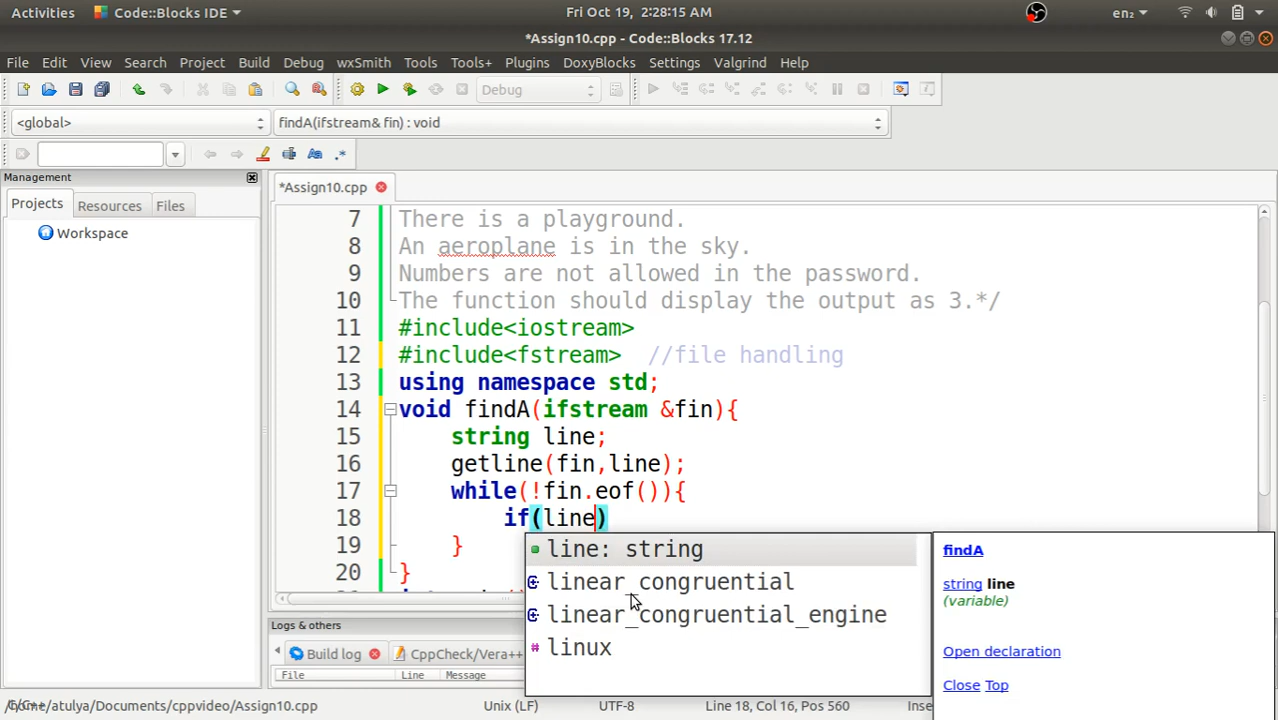 Activities Code::Blocks IDE Fri Oct 19, 2:28:15 AM en₂
*Assign10.cpp - Code::Blocks 17.12
File Edit View Search Project Build Debug wxSmith Tools Tools+ Plugins DoxyBlocks Settings Valgrind Help
Debug
<global> findA(ifstream& fin) : void
Aa .*
Management
*Assign10.cpp
Projects Resources Files
Workspace
7 There is a playground.
8 An aeroplane is in the sky.
9 Numbers are not allowed in the password.
10 The function should display the output as 3.*/
11 #include<iostream>
12 #include<fstream> //file handling
13 using namespace std;
14 void findA(ifstream &fin){
15 string line;
16 getline(fin,line);
17 while(!fin.eof()){
18 if(line)
19 }
20 }
line: string
linear_congruential
linear_congruential_engine
linux
findA
string line
(variable)
Open declaration
Close Top
Logs & others
Build log CppCheck/Vera++
File Line Message
/home/atulya/Documents/cppvideo/Assign10.cpp Unix (LF) UTF-8 Line 18, Col 16, Pos 560 Inse